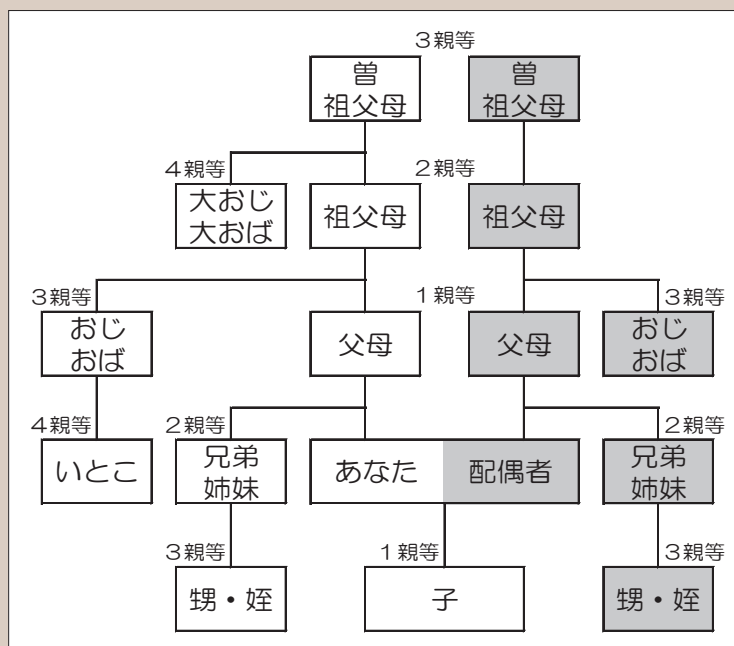 3親等
曽
祖父母
曽
祖父母
4親等
2親等
大おじ
大おば
祖父母
祖父母
3親等
1親等
3親等
おじ
おば
父母
父母
おじ
おば
4親等
2親等
2親等
いとこ
兄弟
姉妹
あなた
配偶者
兄弟
姉妹
3親等
1親等
3親等
甥・姪
子
甥・姪